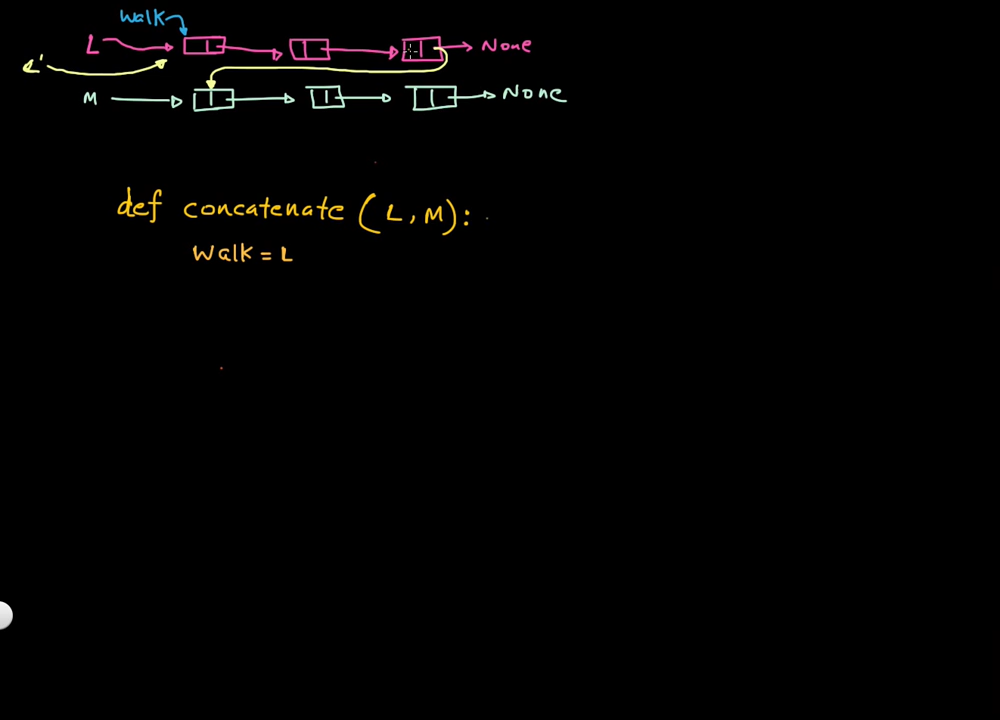 walk
L None
L'
M None
def concatenate (L, M):
walk = L